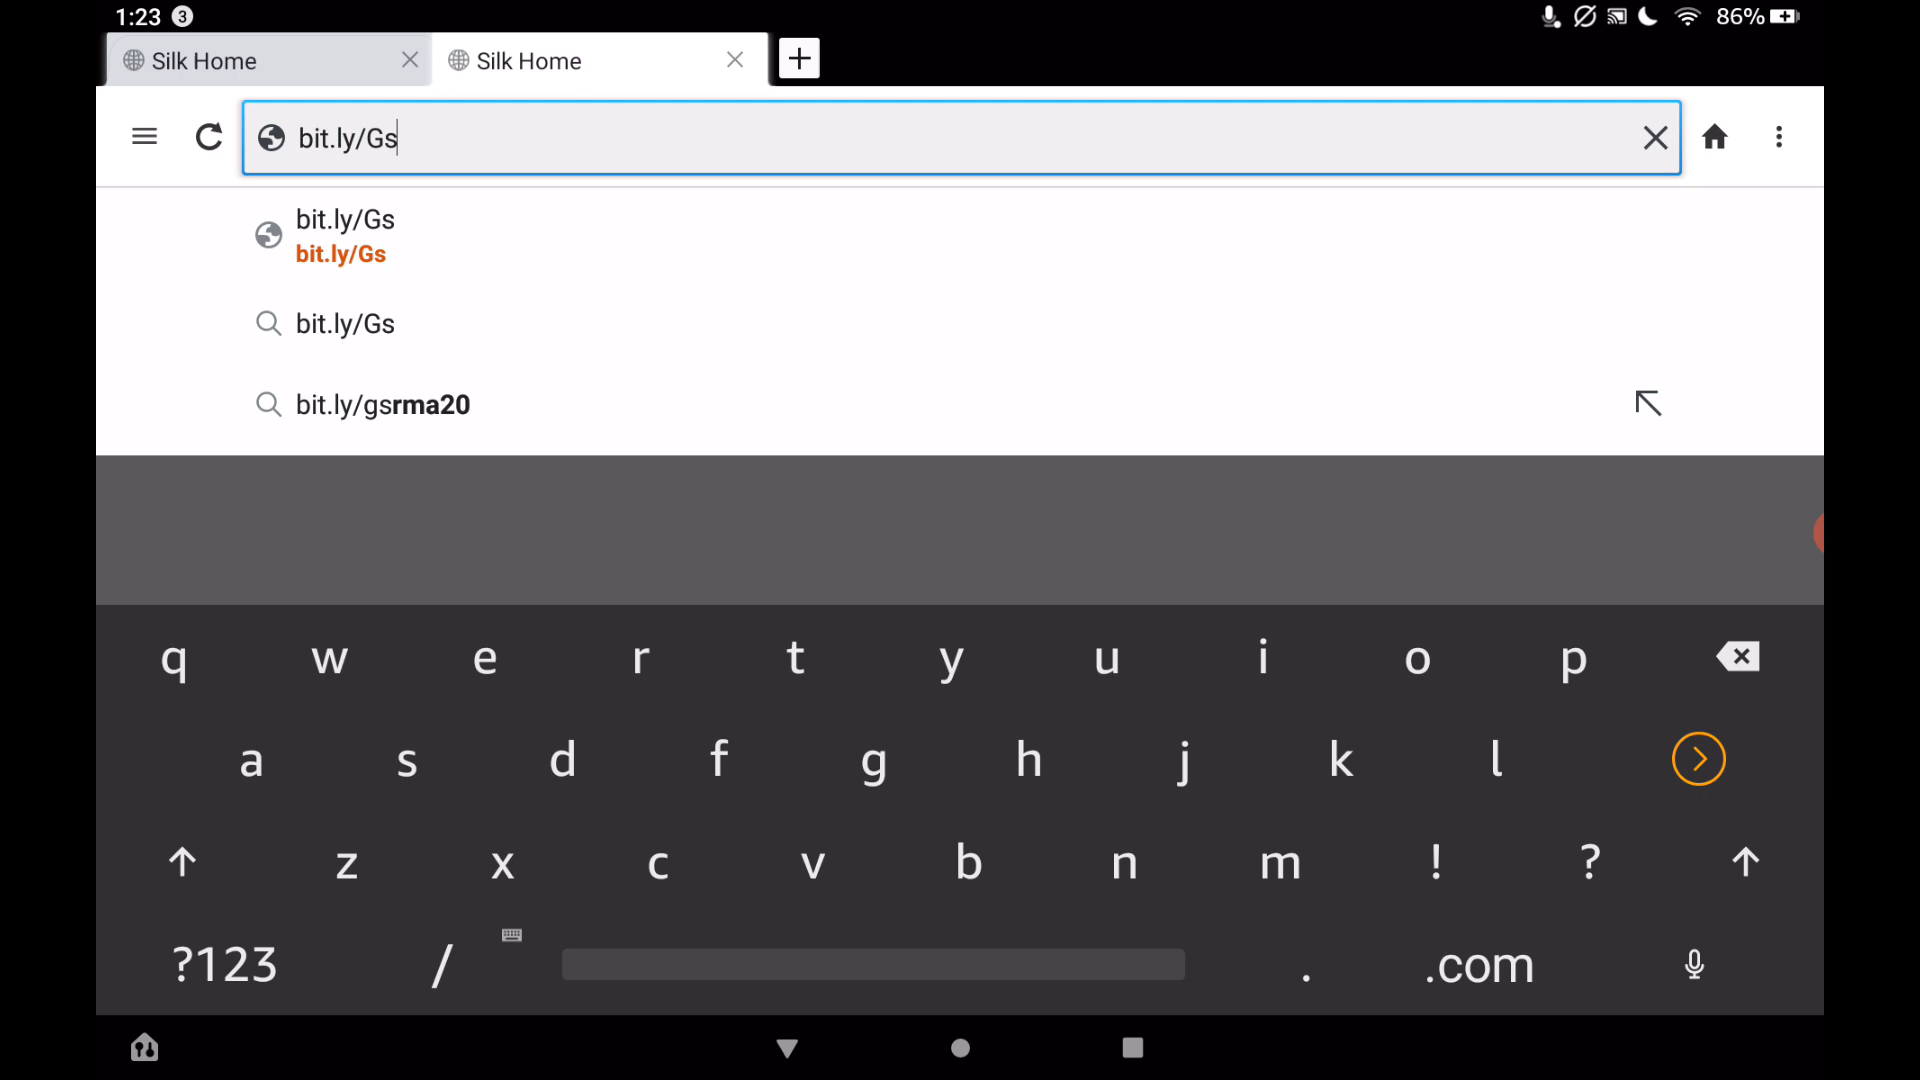 1:23 3 86%
Silk Home Silk Home
bit.ly/Gs
bit.ly/Gs
bit.ly/Gs
bit.ly/Gs
bit.ly/gsrma20
q w e r t y u i o p
a s d f g h j k l
z x c v b n m ! ?
?123 / . .com